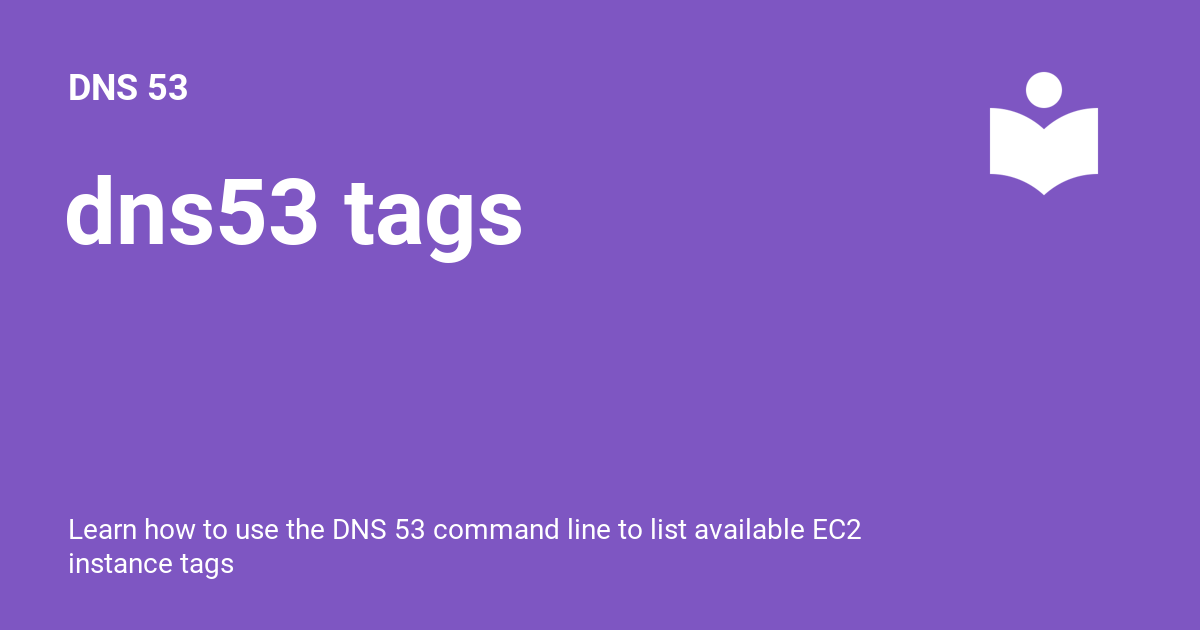 DNS 53
dns53 tags
Learn how to use the DNS 53 command line to list available EC2
instance tags